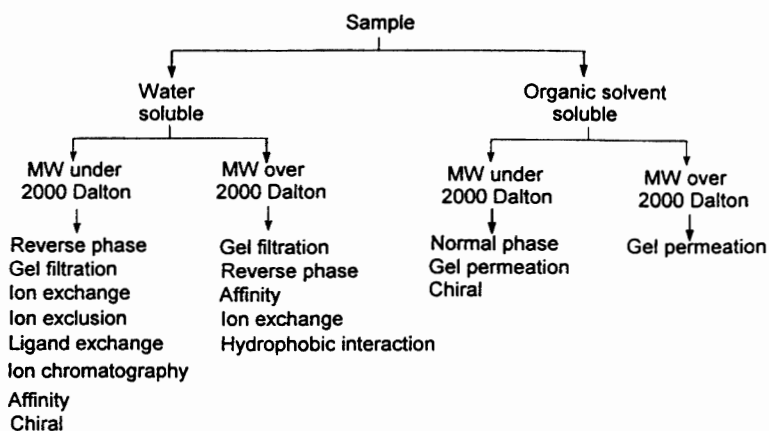 Sample
Water
soluble
Organic solvent
soluble
MW under
2000 Dalton
MW over
2000 Dalton
MW under
2000 Dalton
MW over
2000 Dalton
Reverse phase
Gel filtration
Ion exchange
Ion exclusion
Ligand exchange
Ion chromatography
Affinity
Chiral
Gel filtration
Reverse phase
Affinity
Ion exchange
Hydrophobic interaction
Normal phase
Gel permeation
Chiral
Gel permeation